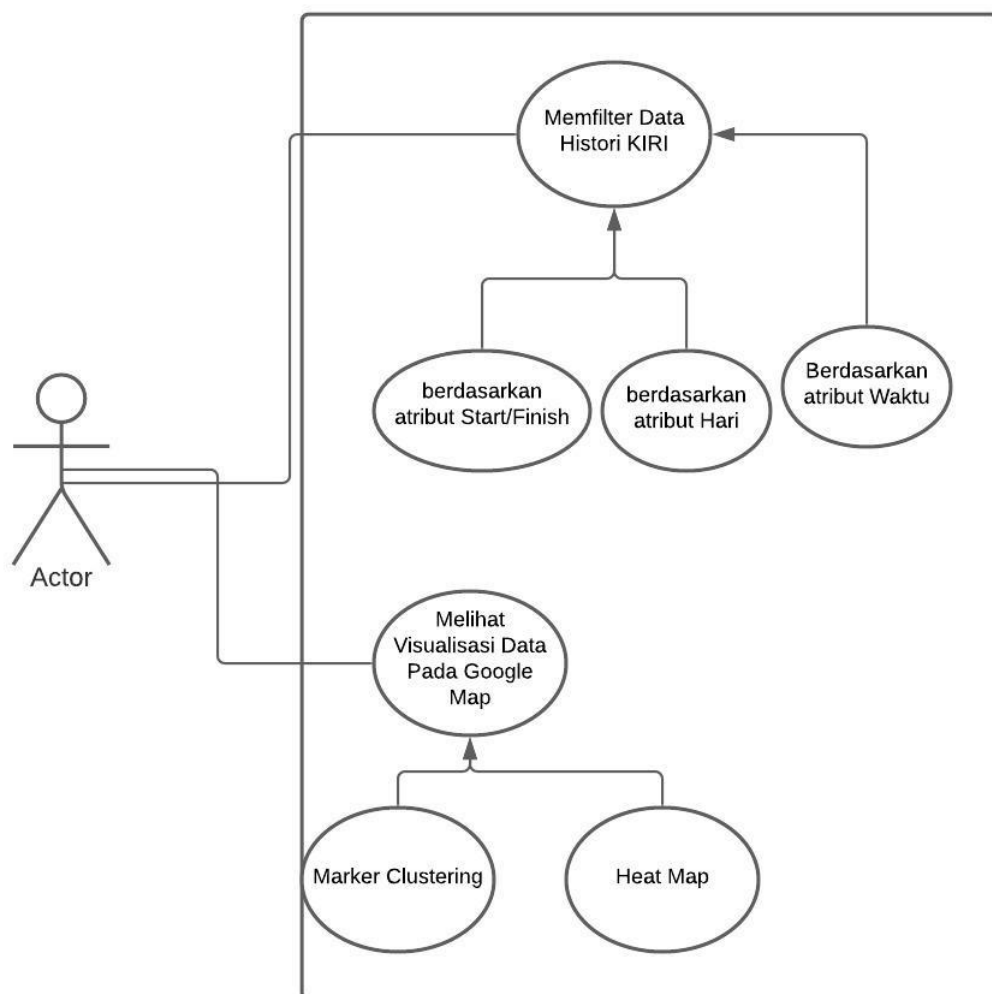 Memfilter Data
Histori KIRI
berdasarkan
atribut Start/Finish
berdasarkan
atribut Hari
Berdasarkan
atribut Waktu
Actor
Melihat
Visualisasi Data
Pada Google
Map
Marker Clustering
Heat Map